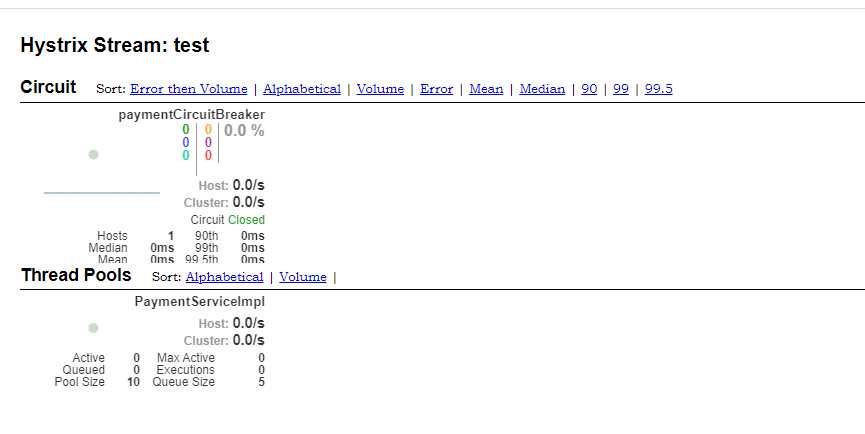 Hystrix Stream: test
Circuit Sort: Error then Volume | Alphabetical | Volume | Error | Mean | Median | 90 | 99 | 99.5
paymentCircuitBreaker
0 0 0.0 %
0 0
0 0
Host: 0.0/s
Cluster: 0.0/s
Circuit Closed
Hosts 1 90th 0ms
Median 0ms 99th 0ms
Mean 0ms 99.5th 0ms
Thread Pools Sort: Alphabetical | Volume |
PaymentServiceImpl
Host: 0.0/s
Cluster: 0.0/s
Active 0 Max Active 0
Queued 0 Executions 0
Pool Size 10 Queue Size 5